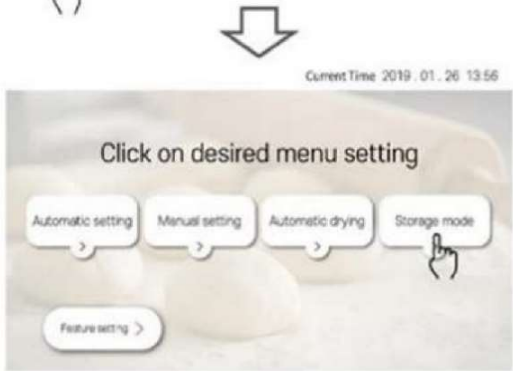 Current Time 2019 . 01 . 26 13:56
Click on desired menu setting
Automatic setting
Manual setting
Automatic drying
Storage mode
Feature setting >